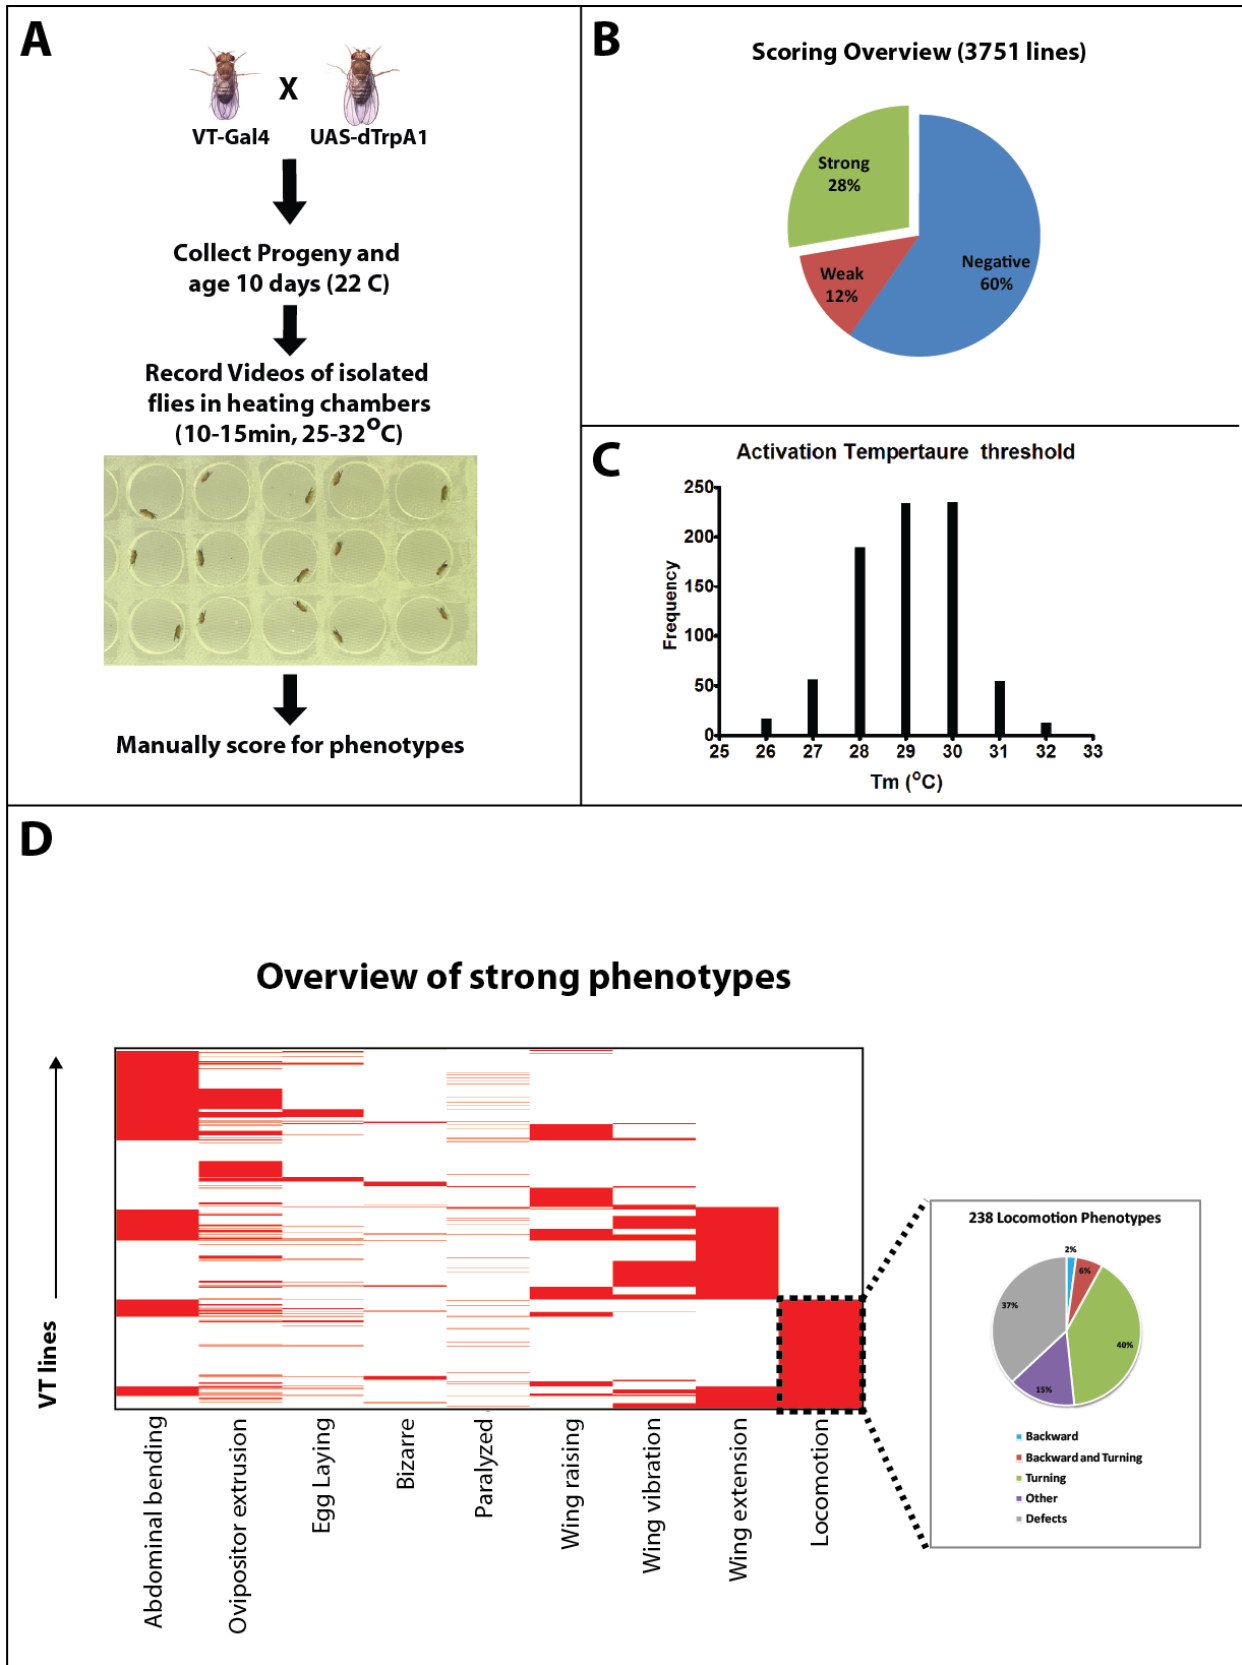 A
X
VT-Gal4
UAS-dTrpA1
Collect Progeny and
age 10 days (22 C)
Record Videos of isolated
flies in heating chambers
(10-15min, 25-32°C)
Manually score for phenotypes
B
Scoring Overview (3751 lines)
Strong
28%
Negative
60%
Weak
12%
C
Activation Tempertaure threshold
Frequency
250
200
150
100
50
0
25 26 27 28 29 30 31 32 33
Tm (°C)
D
Overview of strong phenotypes
VT lines
Abdominal bending
Ovipositor extrusion
Egg Laying
Bizarre
Paralyzed
Wing raising
Wing vibration
Wing extension
Locomotion
238 Locomotion Phenotypes
2%
6%
37%
40%
15%
Backward
Backward and Turning
Turning
Other
Defects